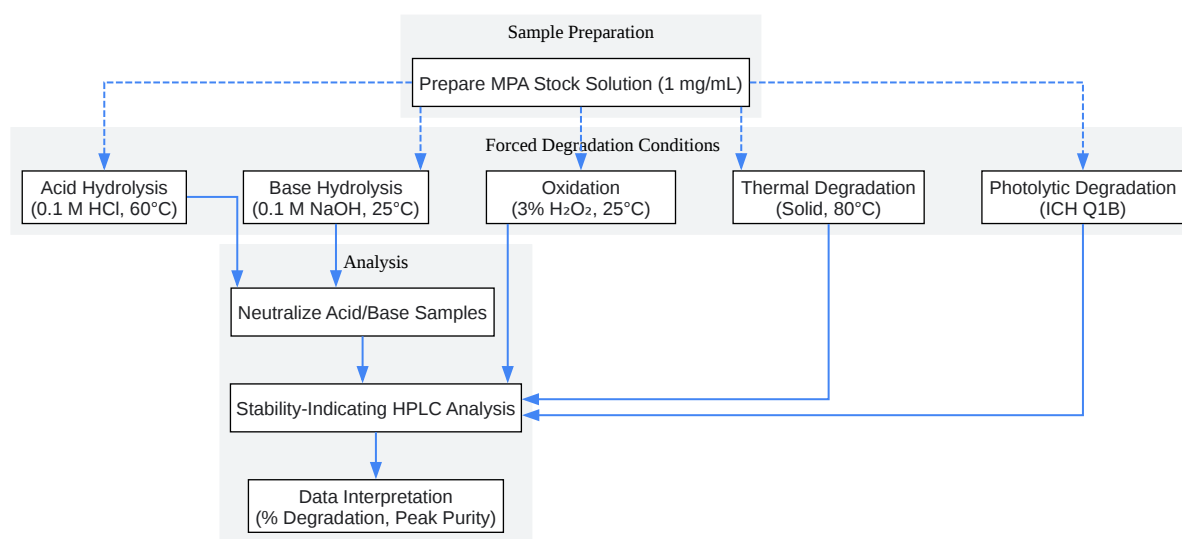 Sample Preparation
Prepare MPA Stock Solution (1 mg/mL)
Forced Degradation Conditions
Acid Hydrolysis
(0.1 M HCl, 60°C)
Base Hydrolysis
(0.1 M NaOH, 25°C)
Oxidation
(3% H₂O₂, 25°C)
Thermal Degradation
(Solid, 80°C)
Photolytic Degradation
(ICH Q1B)
Analysis
Neutralize Acid/Base Samples
Stability-Indicating HPLC Analysis
Data Interpretation
(% Degradation, Peak Purity)